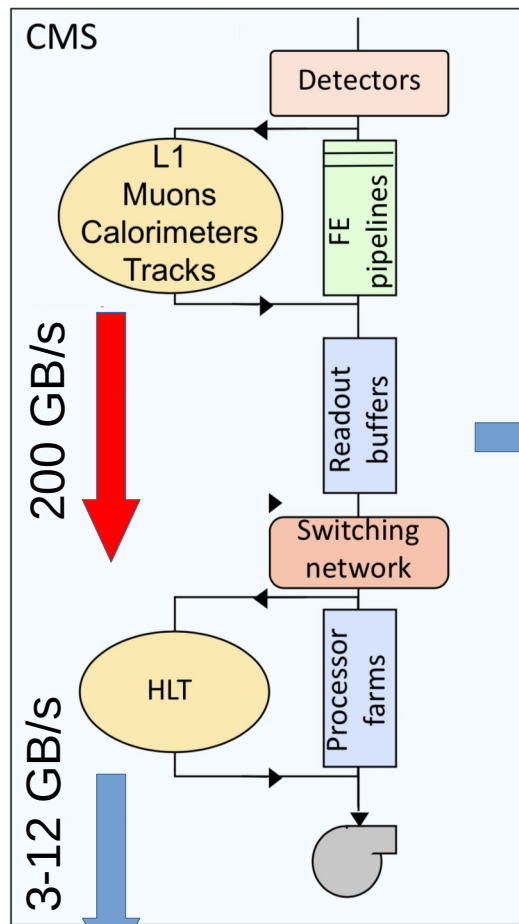 CMS
Detectors
L1
Muons
Calorimeters
Tracks
FE
pipelines
200 GB/s
Readout
buffers
Switching
network
HLT
Processor
farms
3-12 GB/s